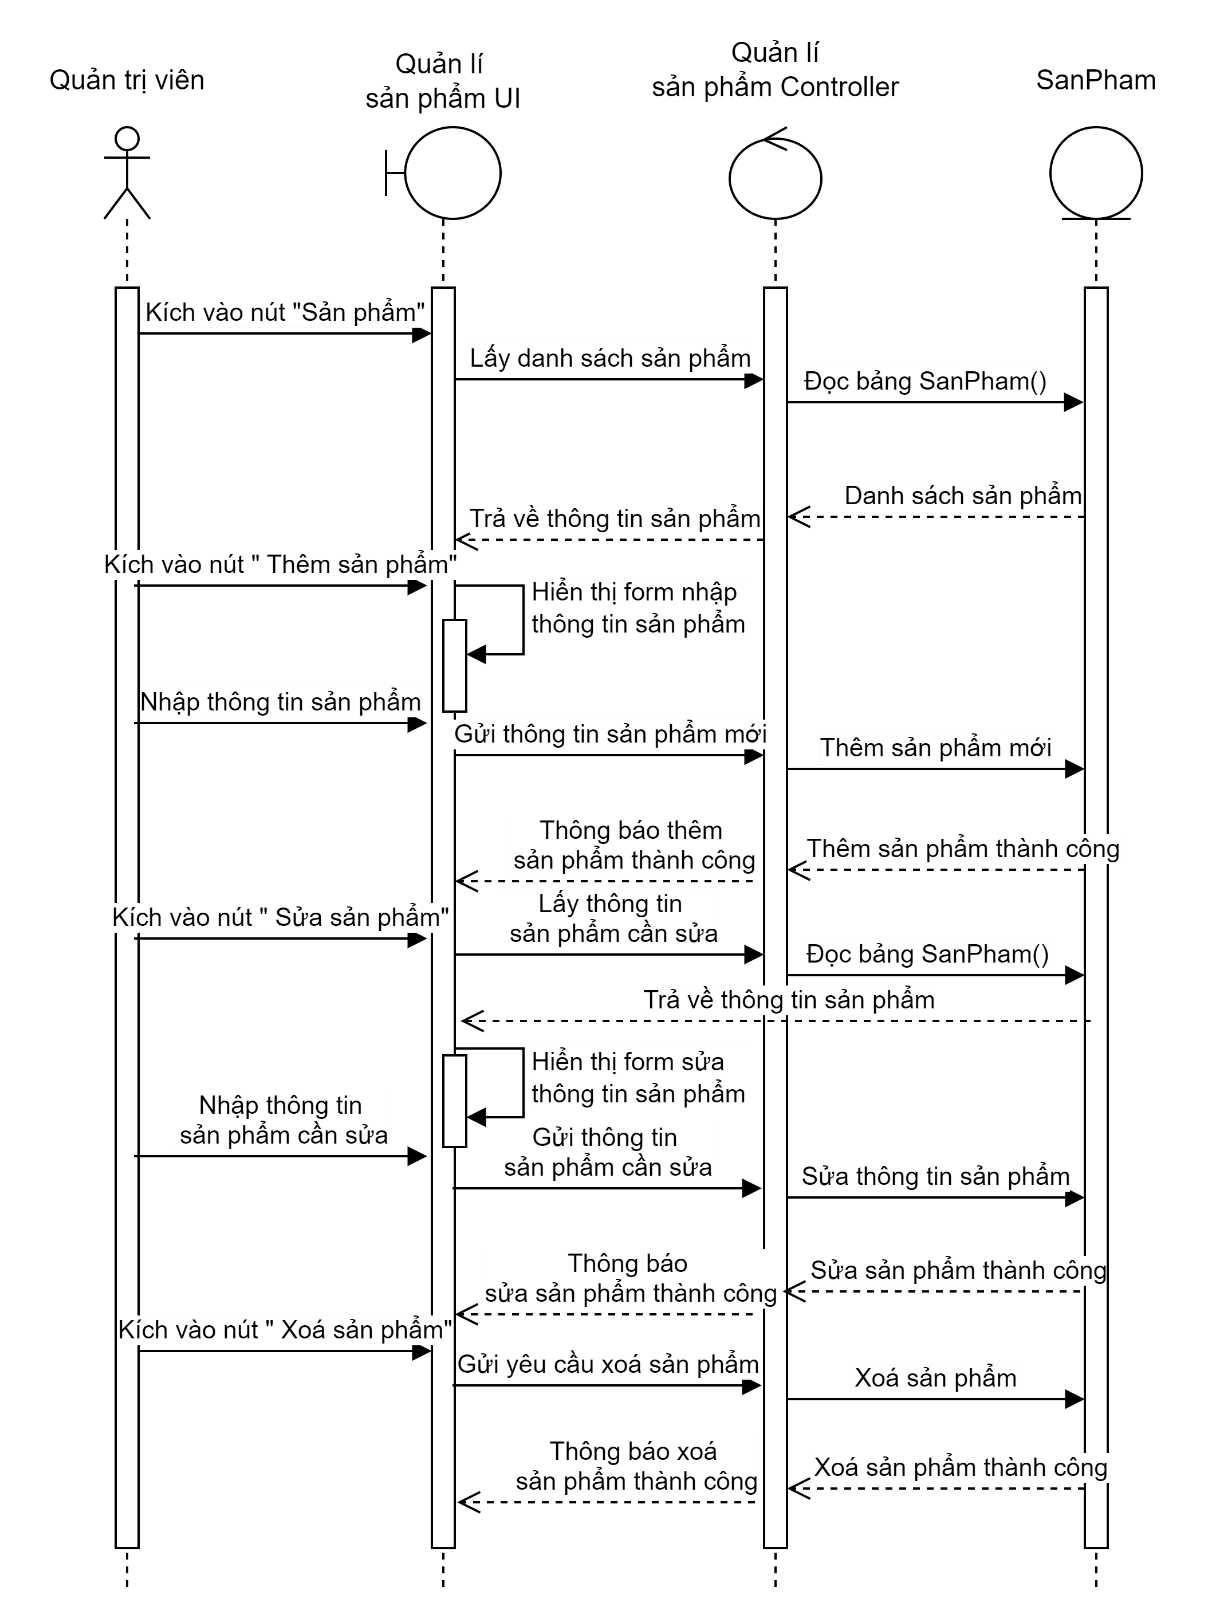 Quản trị viên
Quản lí
sản phẩm UI
Quản lí
sản phẩm Controller
SanPham
Kích vào nút "Sản phẩm"
Lấy danh sách sản phẩm
Đọc bảng SanPham()
Danh sách sản phẩm
Trả về thông tin sản phẩm
Kích vào nút " Thêm sản phẩm"
Hiển thị form nhập
thông tin sản phẩm
Nhập thông tin sản phẩm
Gửi thông tin sản phẩm mới
Thêm sản phẩm mới
Thông báo thêm
sản phẩm thành công
Thêm sản phẩm thành công
Kích vào nút " Sửa sản phẩm"
Lấy thông tin
sản phẩm cần sửa
Đọc bảng SanPham()
Trả về thông tin sản phẩm
Hiển thị form sửa
thông tin sản phẩm
Nhập thông tin
sản phẩm cần sửa
Gửi thông tin
sản phẩm cần sửa
Sửa thông tin sản phẩm
Thông báo
sửa sản phẩm thành công
Sửa sản phẩm thành công
Kích vào nút " Xoá sản phẩm"
Gửi yêu cầu xoá sản phẩm
Xoá sản phẩm
Thông báo xoá
sản phẩm thành công
Xoá sản phẩm thành công